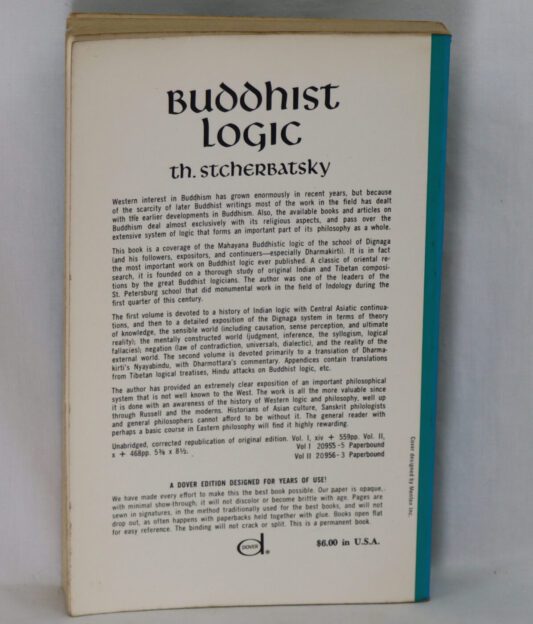 Buddhist
Logic
th. Stcherbatsky
Western interest in Buddhism has grown enormously in recent years, but because
of the scarcity of later Buddhist writings most of the work in the field has dealt
with the earlier developments in Buddhism. Also, the available books and articles on
Buddhism deal almost exclusively with its religious aspects, and pass over the
extensive system of logic that forms an important part of its philosophy as a whole.
This book is a coverage of the Mahayana Buddhistic logic of the school of Dignaga
(and his followers, expositors, and continuers—especially Dharmakirti). It is in fact
the most important work on Buddhist logic ever published. A classic of oriental re-
search, it is founded on a thorough study of original Indian and Tibetan composi-
tions by the great Buddhist logicians. The author was one of the leaders of the
St. Petersburg school that did monumental work in the field of Indology during the
first quarter of this century.
The first volume is devoted to a history of Indian logic with Central Asiatic continua-
tions, and then to a detailed exposition of the Dignaga system in terms of theory
of knowledge, the sensible world (including causation, sense perception, and ultimate
reality); the mentally constructed world (judgment, inference, the syllogism, logical
fallacies); negation (law of contradiction, universals, dialectic), and the reality of the
external world. The second volume is devoted primarily to a translation of Dharma-
kirti's Nyayabindu, with Dharmottara's commentary. Appendices contain translations
from Tibetan logical treatises, Hindu attacks on Buddhist logic, etc.
The author has provided an extremely clear exposition of an important philosophical
system that is not well known to the West. The work is all the more valuable since
it is done with an awareness of the history of Western logic and philosophy, well up
through Russell and the moderns. Historians of Asian culture, Sanskrit philologists
and general philosophers cannot afford to be without it. The general reader with
perhaps a basic course in Eastern philosophy will find it highly rewarding.
Unabridged, corrected republication of original edition. Vol. I, xiv + 559pp. Vol. II,
x + 468pp. 5⅜ x 8½.
Vol I 20955-5 Paperbound
Vol II 20956-3 Paperbound
A DOVER EDITION DESIGNED FOR YEARS OF USE!
We have made every effort to make this the best book possible. Our paper is opaque,
with minimal show-through; it will not discolor or become brittle with age. Pages are
sewn in signatures, in the method traditionally used for the best books, and will not
drop out, as often happens with paperbacks held together with glue. Books open flat
for easy reference. The binding will not crack or split. This is a permanent book.
DOVER ®
$6.00 in U.S.A.
Cover designed by Menten Inc.